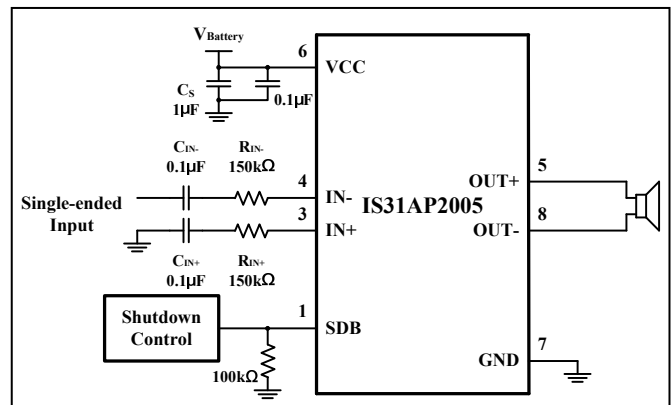 VBattery
6
VCC
CS
1μF
0.1μF
CIN-
0.1μF
RIN-
150kΩ
4
IN-
Single-ended
Input
3
IN+
CIN+
0.1μF
RIN+
150kΩ
IS31AP2005
5
OUT+
8
OUT-
Shutdown
Control
1
SDB
100kΩ
7
GND